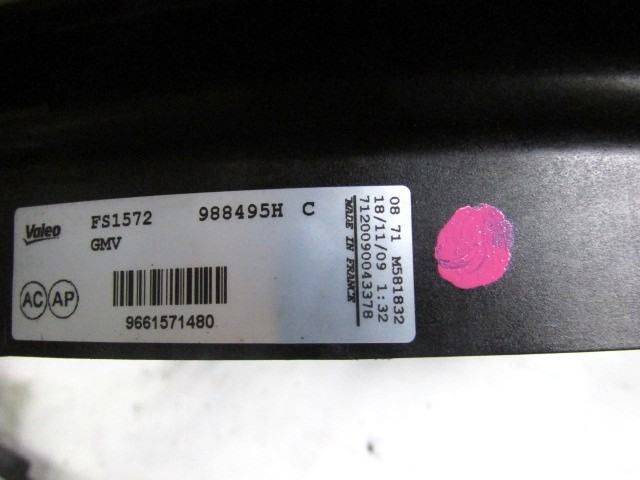 Valeo FS1572 988495H C
GMV
AC AP
9661571480
08 71 M581832
18/11/09 1:32
7120090043378
MADE IN FRANCE